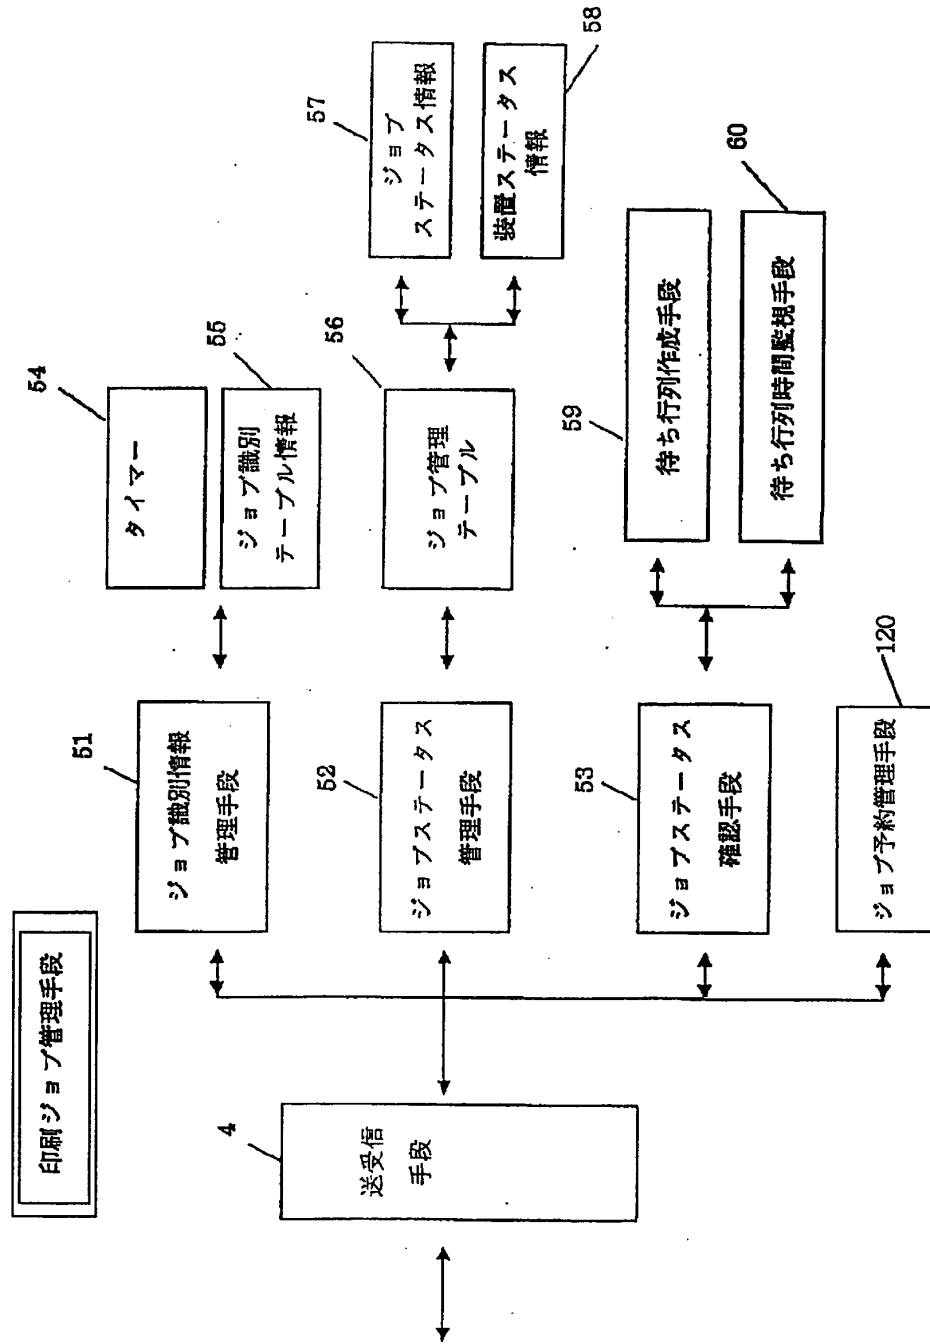 印刷ジョブ管理手段
4
送受信
手段
51
ジョブ識別情報
管理手段
52
ジョブステータス
管理手段
53
ジョブステータス
確認手段
120
ジョブ予約管理手段
54
タイマー
55
ジョブ識別
テーブル情報
56
ジョブ管理
テーブル
57
ジョブ
ステータス情報
58
装置ステータス
情報
59
待ち行列作成手段
60
待ち行列時間監視手段